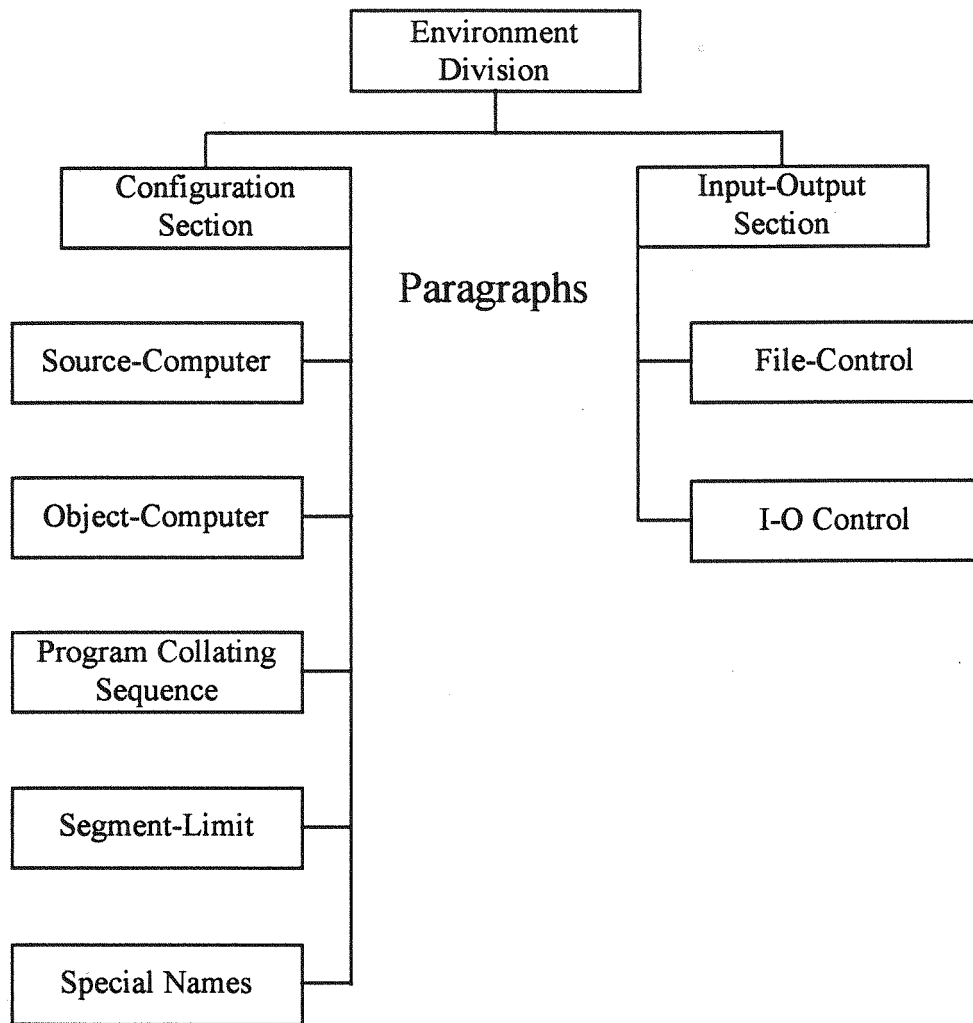 Environment
Division
Configuration
Section
Input-Output
Section
Paragraphs
Source-Computer
File-Control
Object-Computer
I-O Control
Program Collating
Sequence
Segment-Limit
Special Names